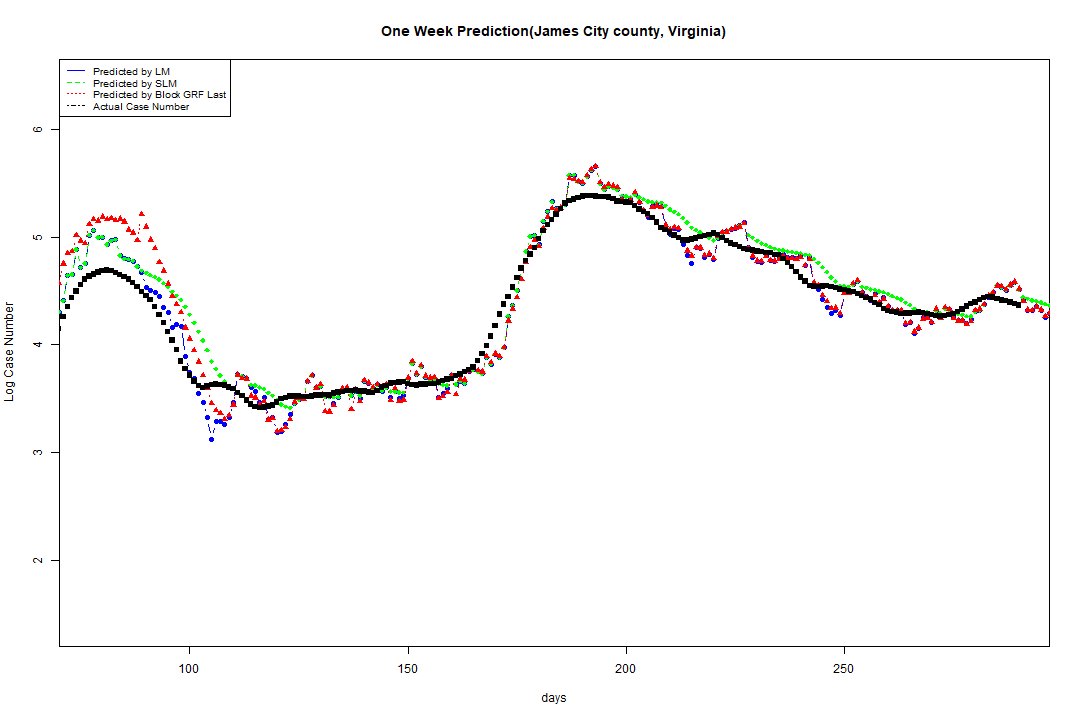 One Week Prediction(James City county, Virginia)
Predicted by LM
Predicted by SLM
Predicted by Block GRF Last
Actual Case Number
Log Case Number
6
5
4
3
2
100
150
200
250
days